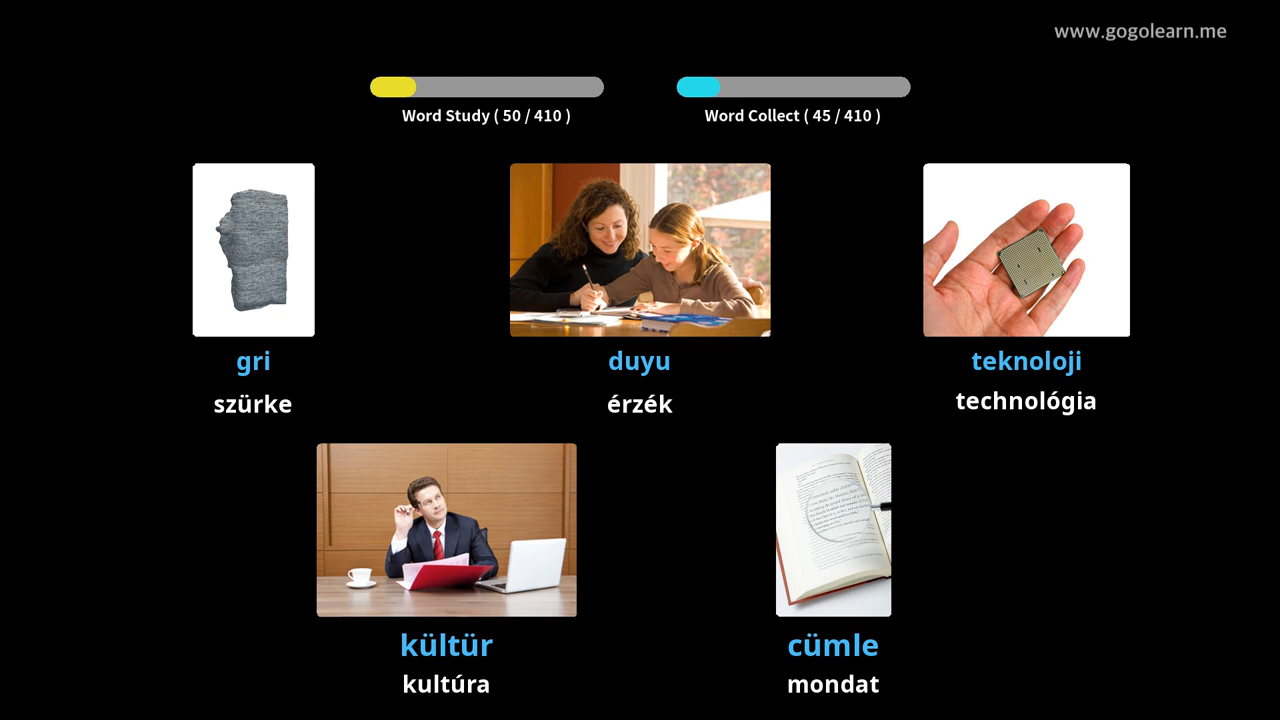 www.gogolearn.me
Word Study ( 50 / 410 )
Word Collect ( 45 / 410 )
gri
szürke
duyu
érzék
teknoloji
technológia
kültür
kultúra
cümle
mondat